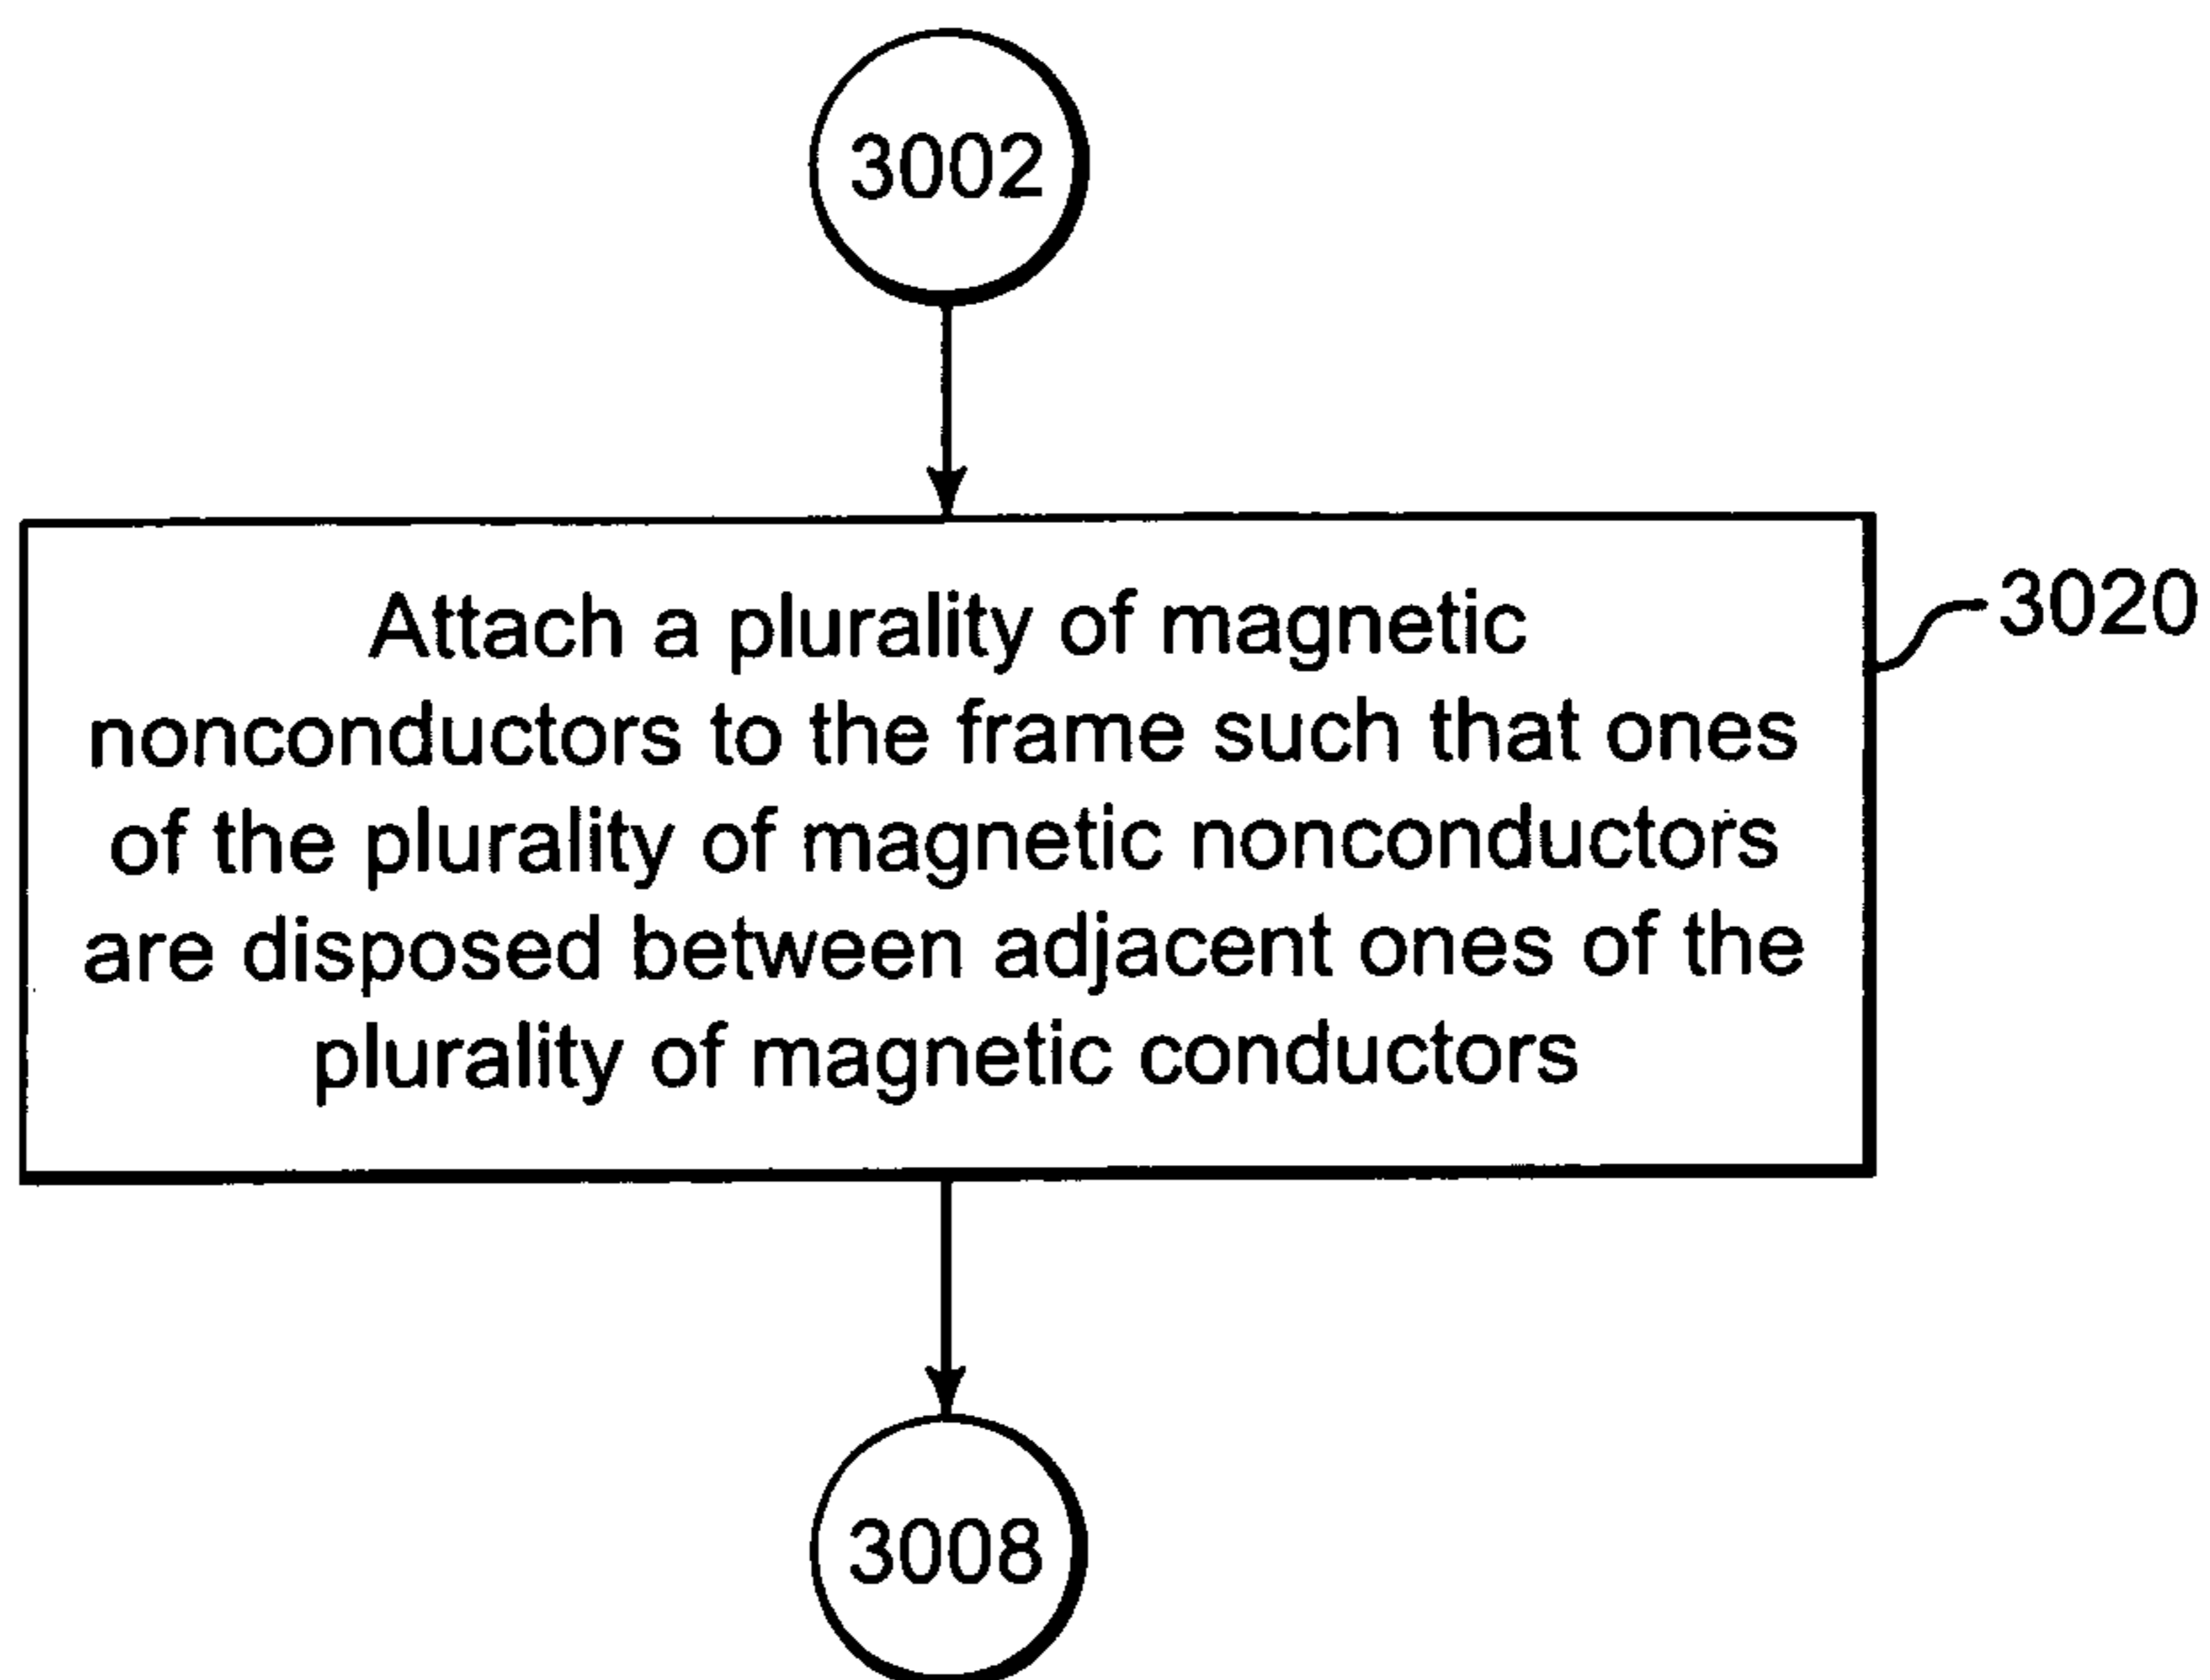 3002
Attach a plurality of magnetic
nonconductors to the frame such that ones
of the plurality of magnetic nonconductors
are disposed between adjacent ones of the
plurality of magnetic conductors
3020
3008